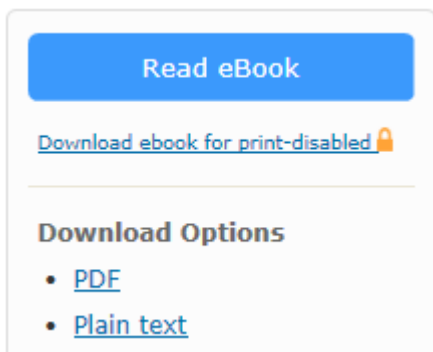 Read eBook
Download ebook for print-disabled
Download Options
PDF
Plain text